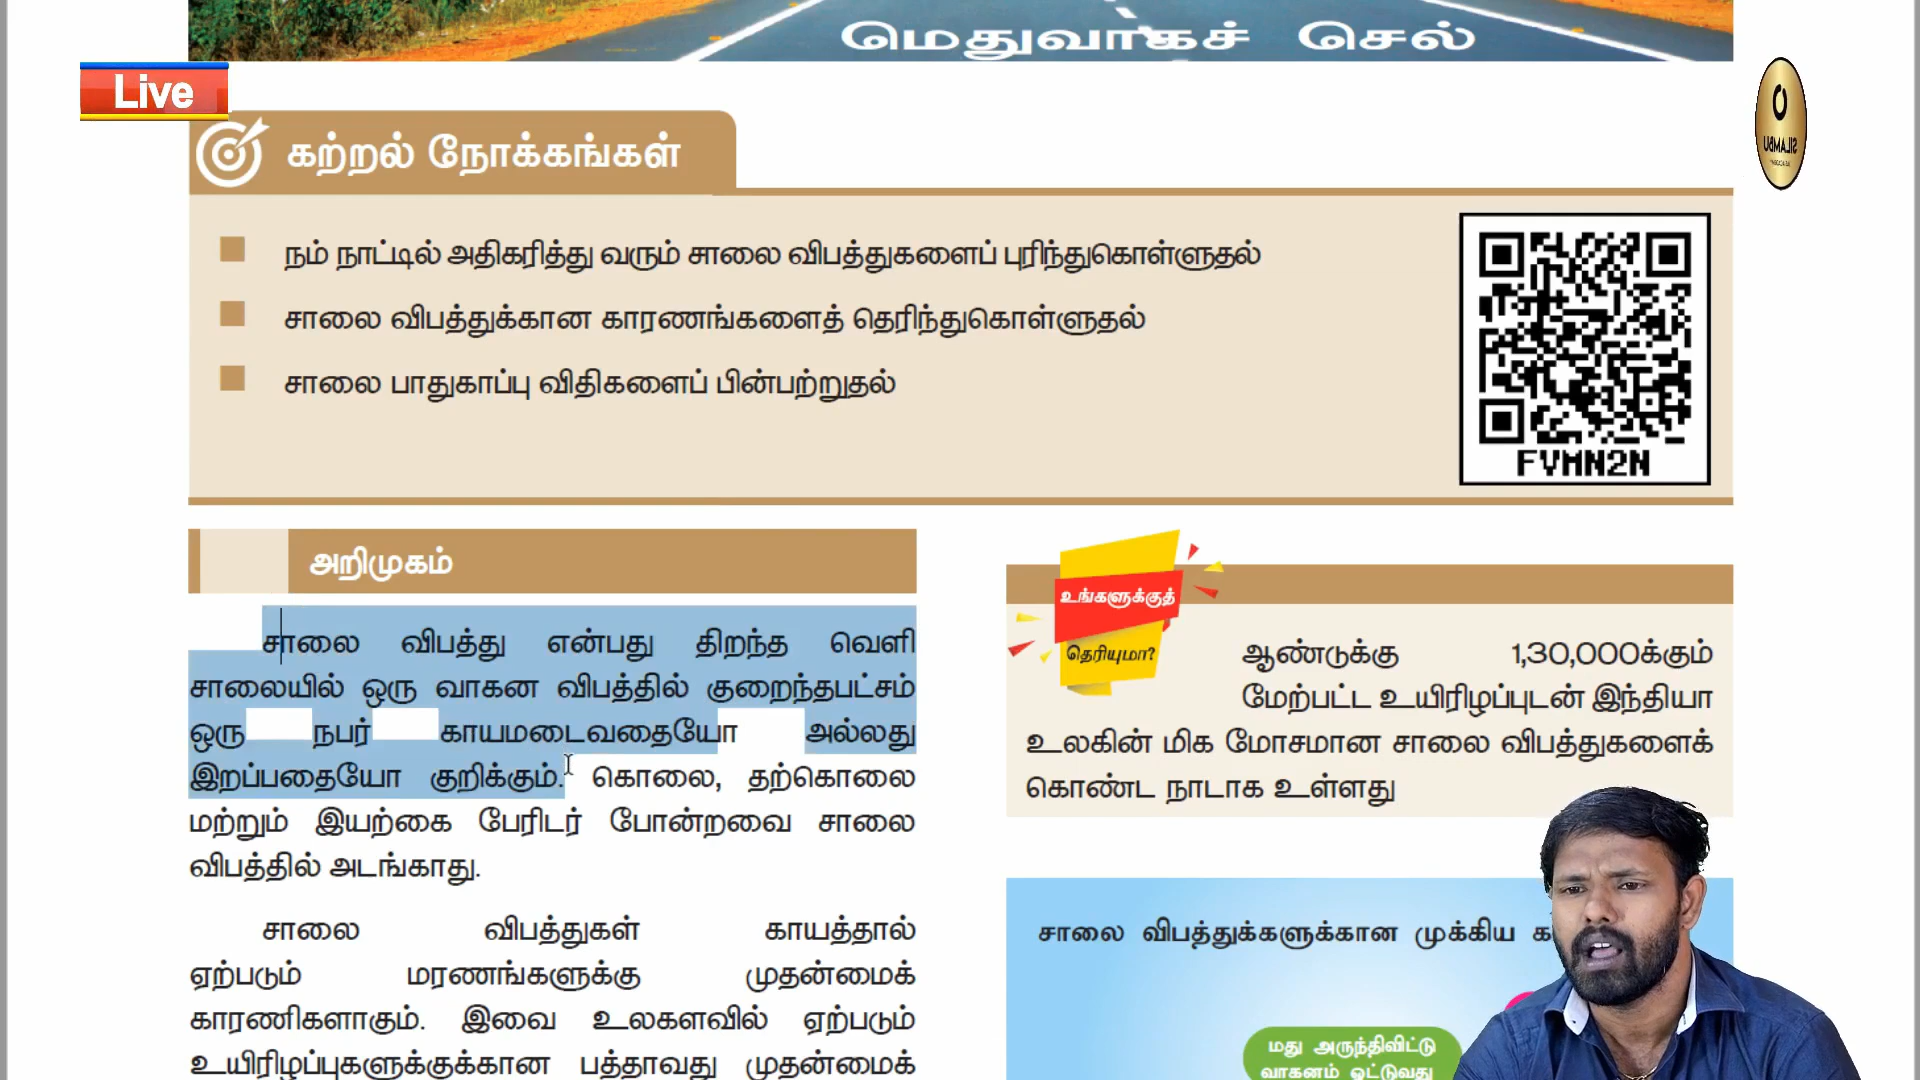 மெதுவாகச் செல்
Live
SILAMBU
கற்றல் நோக்கங்கள்
நம் நாட்டில் அதிகரித்து வரும் சாலை விபத்துகளைப் புரிந்துகொள்ளுதல்
சாலை விபத்துக்கான காரணங்களைத் தெரிந்துகொள்ளுதல்
சாலை பாதுகாப்பு விதிகளைப் பின்பற்றுதல்
FVMN2N
அறிமுகம்
சாலை விபத்து என்பது திறந்த வெளி
சாலையில் ஒரு வாகன விபத்தில் குறைந்தபட்சம்
ஒரு நபர் காயமடைவதையோ அல்லது
இறப்பதையோ குறிக்கும். கொலை, தற்கொலை
மற்றும் இயற்கை பேரிடர் போன்றவை சாலை
விபத்தில் அடங்காது.
சாலை விபத்துகள் காயத்தால்
ஏற்படும் மரணங்களுக்கு முதன்மைக்
காரணிகளாகும். இவை உலகளவில் ஏற்படும்
உயிரிழப்புகளுக்குக்கான பத்தாவது முதன்மைக்
உங்களுக்குத்
தெரியுமா?
ஆண்டுக்கு 1,30,000க்கும்
மேற்பட்ட உயிரிழப்புடன் இந்தியா
உலகின் மிக மோசமான சாலை விபத்துகளைக்
கொண்ட நாடாக உள்ளது
சாலை விபத்துக்களுக்கான முக்கிய
மது அருந்திவிட்டு
வாகனம் ஓட்டுவது